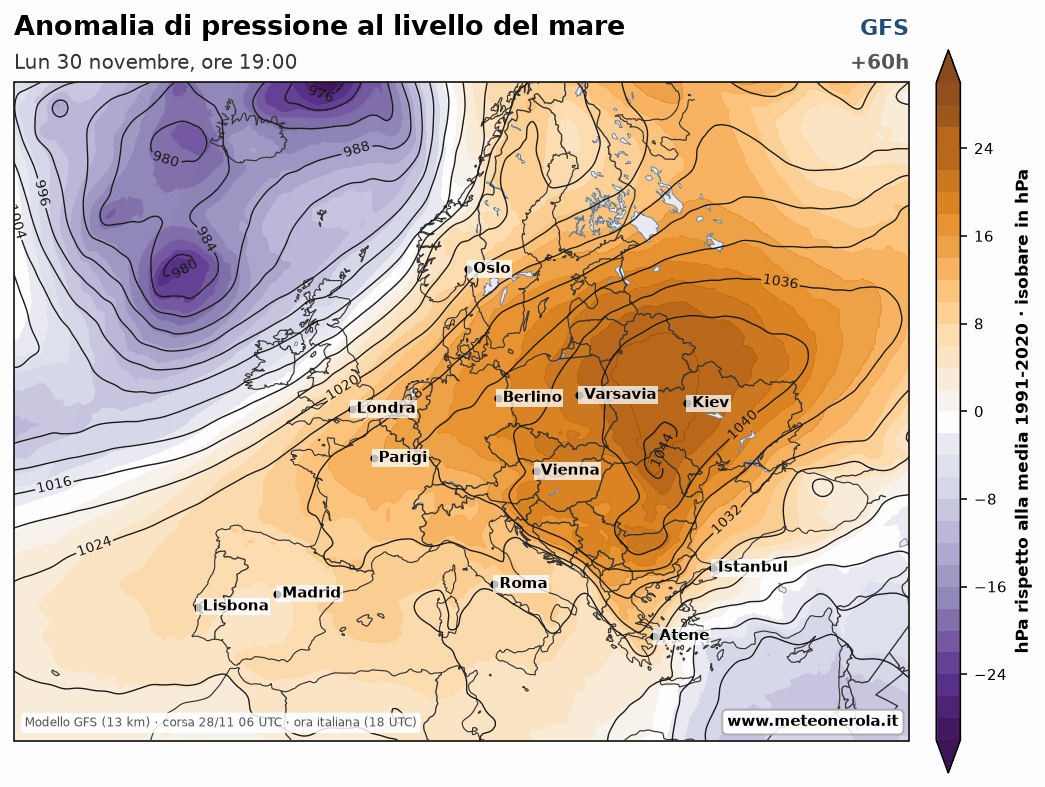 Anomalia di pressione al livello del mare
GFS
Lun 30 novembre, ore 19:00
+60h
976
980
988
996
1004
984
980
1036
Oslo
1020
28
Londra
Berlino
Varsavia
Kiev
1040
1044
Parigi
Vienna
1016
1032
1024
Istanbul
Roma
Madrid
Lisbona
Atene
Modello GFS (13 km) · corsa 28/11 06 UTC · ora italiana (18 UTC)
www.meteonerola.it
24
16
8
0
−8
−16
−24
hPa rispetto alla media 1991-2020 · isobare in hPa